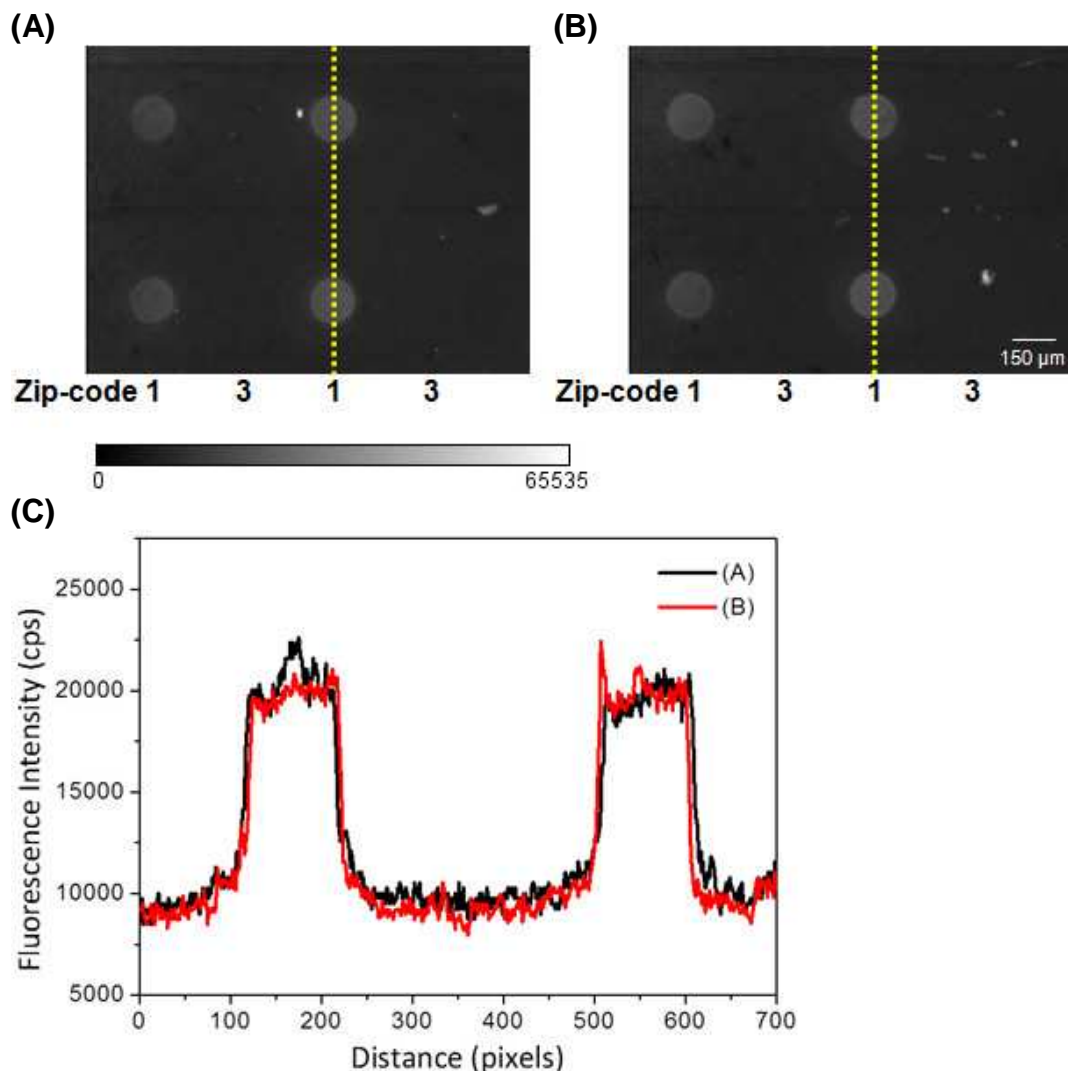 (A)
(B)
150 µm
Zip-code 1 3 1 3
Zip-code 1 3 1 3
0 65535
(C)
Fluorescence Intensity (cps)
25000
20000
15000
10000
5000
(A)
(B)
0 100 200 300 400 500 600 700
Distance (pixels)